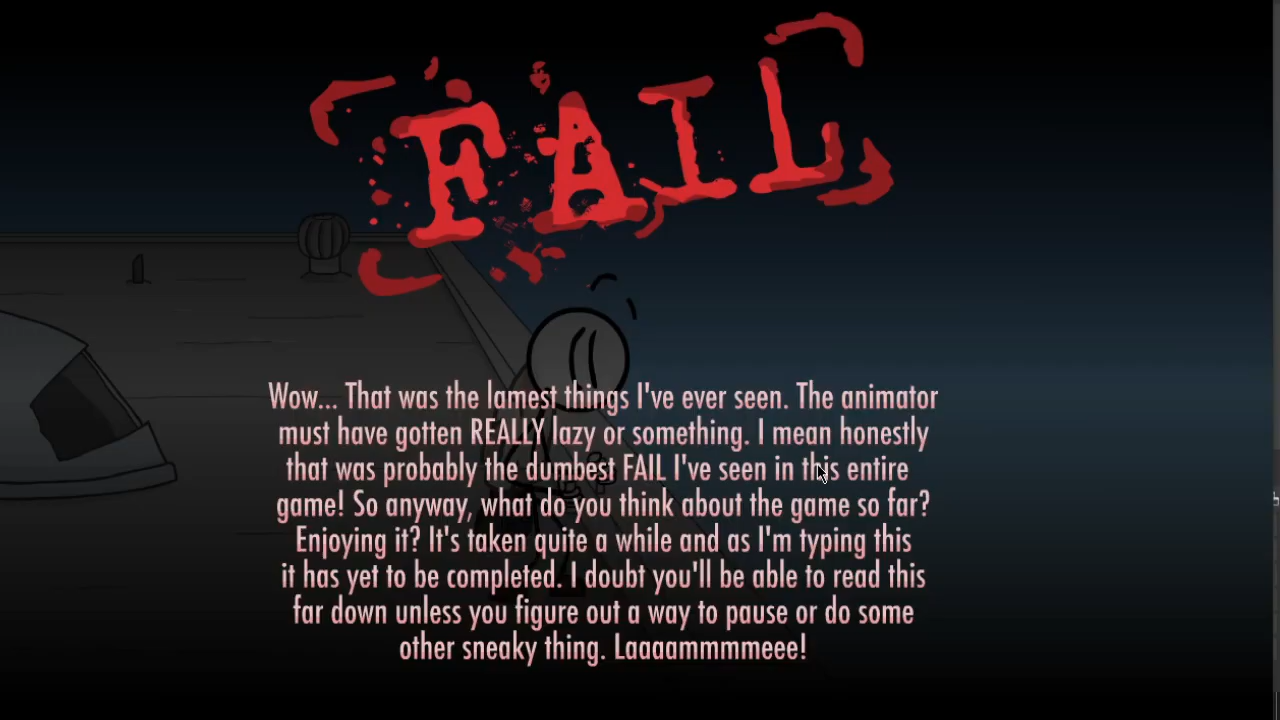 FAIL
Wow... That was the lamest things I've ever seen. The animator
must have gotten REALLY lazy or something. I mean honestly
that was probably the dumbest FAIL I've seen in this entire
game! So anyway, what do you think about the game so far?
Enjoying it? It's taken quite a while and as I'm typing this
it has yet to be completed. I doubt you'll be able to read this
far down unless you figure out a way to pause or do some
other sneaky thing. Laaaammmmeee!